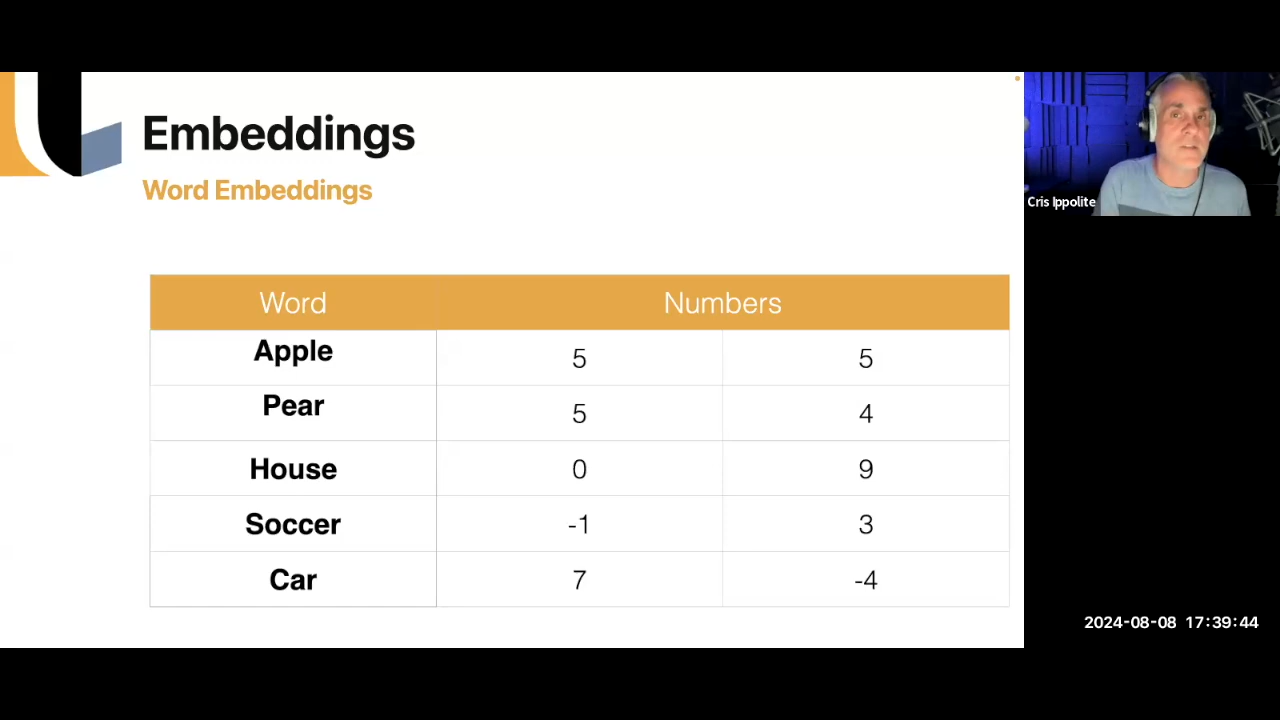 Embeddings
Word Embeddings
Cris Ippolite
Word Numbers
Apple 5 5
Pear 5 4
House 0 9
Soccer -1 3
Car 7 -4
2024-08-08 17:39:44